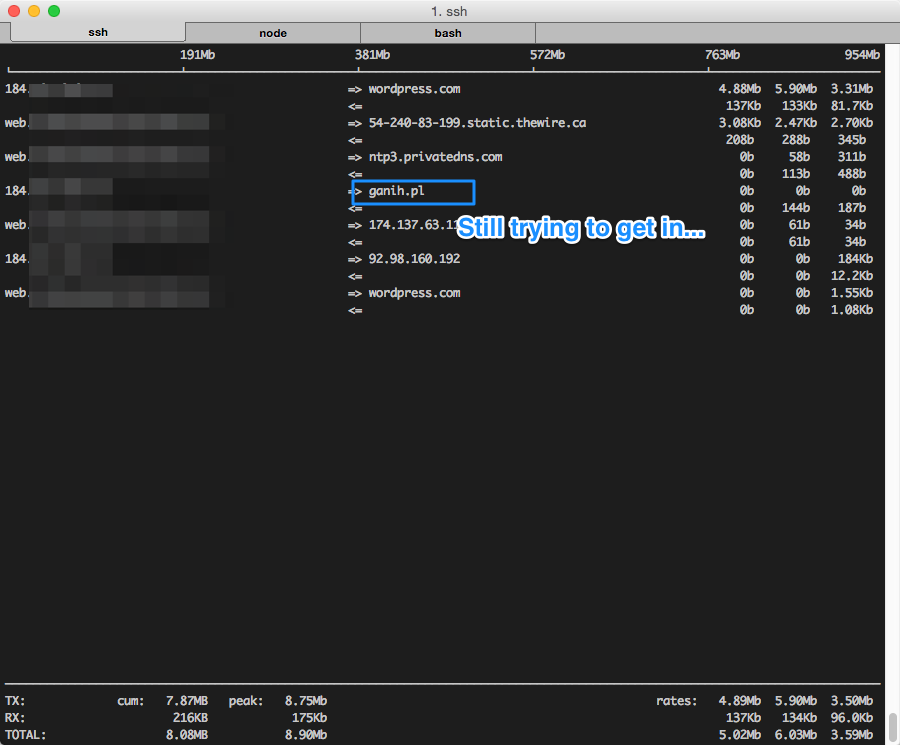 1. ssh
ssh node bash
191Mb 381Mb 572Mb 763Mb 954Mb
184. => wordpress.com 4.88Mb 5.90Mb 3.31Mb
<= 137Kb 133Kb 81.7Kb
web. => 54-240-83-199.static.thewire.ca 3.08Kb 2.47Kb 2.70Kb
<= 208b 288b 345b
web. => ntp3.privatedns.com 0b 58b 311b
<= 0b 113b 488b
184. => ganih.pl 0b 0b 0b
<= 0b 144b 187b
web. => 174.137.63.1 0b 61b 34b
Still trying to get in...
<= 0b 61b 34b
184. => 92.98.160.192 0b 0b 184Kb
<= 0b 0b 12.2Kb
web. => wordpress.com 0b 0b 1.55Kb
<= 0b 0b 1.08Kb
TX: cum: 7.87MB peak: 8.75Mb rates: 4.89Mb 5.90Mb 3.50Mb
RX: 216KB 175Kb 137Kb 134Kb 96.0Kb
TOTAL: 8.08MB 8.90Mb 5.02Mb 6.03Mb 3.59Mb